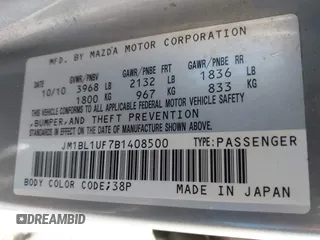 MFD. BY MAZDA MOTOR CORPORATION
GVWR/PNBV GAWR/PNBE FR GAWR/PNBE RR
10/10 3968 LB 2132 LB 1836 LB
1800 KG 967 KG 833 KG
THIS VEHICLE CONFORMS TO ALL APPLICABLE FEDERAL MOTOR VEHICLE SAFETY
,BUMPER,AND THEFT PREVENTION
STANDARDS IN EFFECT ON THE DATE OF MANUFACTURE SHOWN ABOVE.
JM1BL1UF7B1408500 TYPE:PASSENGER
BODY COLOR CODE;38P MADE IN JAPAN
DREAMBID